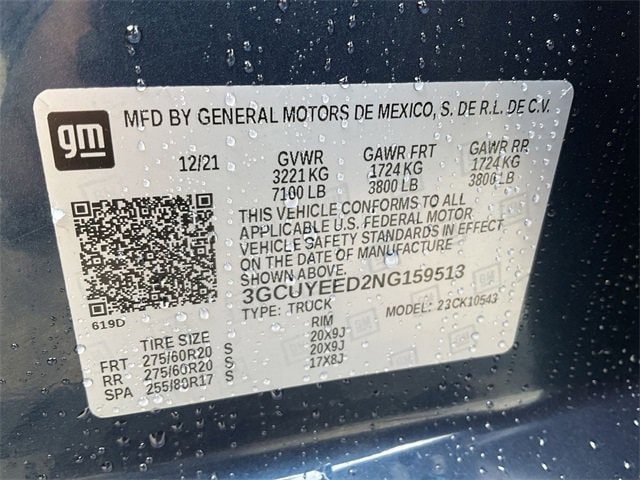 gm
MFD BY GENERAL MOTORS DE MEXICO, S. DE R.L. DE C.V.
12/21 GVWR GAWR FRT GAWR RR
3221 KG 1724 KG 1724 KG
7100 LB 3800 LB 3800 LB
THIS VEHICLE CONFORMS TO ALL
APPLICABLE U.S. FEDERAL MOTOR
VEHICLE SAFETY STANDARDS IN EFFECT
ON THE DATE OF MANUFACTURE
SHOWN ABOVE.
3GCUYEED2NG159513
619D TYPE: TRUCK MODEL: 23CK10543
TIRE SIZE RIM
FRT 275/60R20 S 20X9J
RR 275/60R20 S 20X9J
SPA 255/80R17 S 17X8J